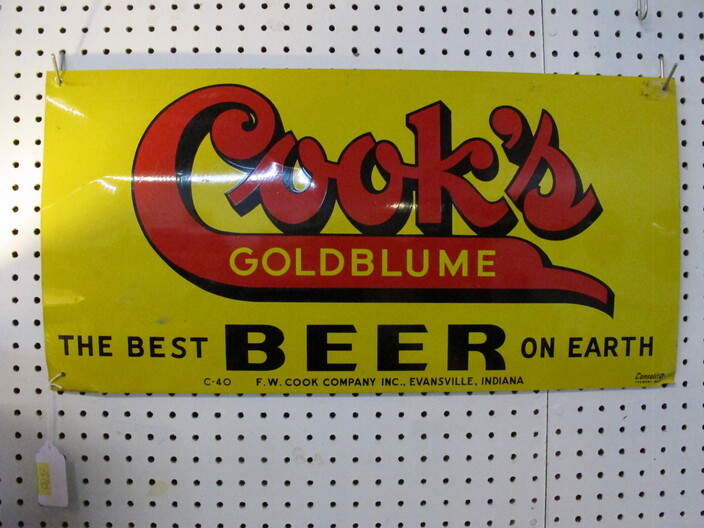 Cook's
GOLDBLUME
THE BEST BEER ON EARTH
C-40 F. W. COOK COMPANY INC., EVANSVILLE, INDIANA